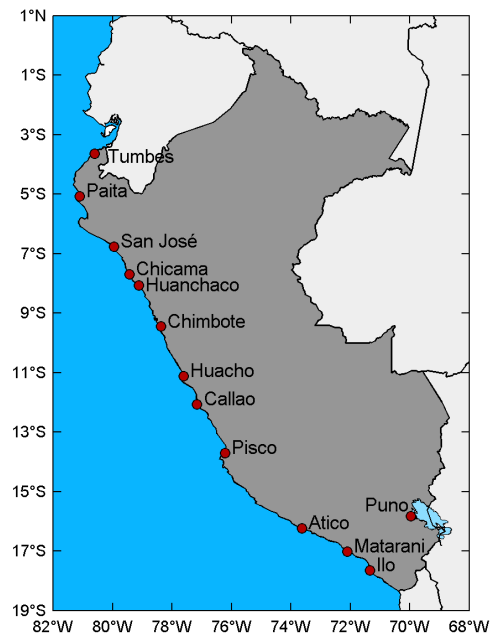 1°N
1°S
3°S
Tumbes
Paita
5°S
San José
7°S
Chicama
Huanchaco
9°S
Chimbote
11°S
Huacho
Callao
13°S
Pisco
15°S
Puno
Atico
17°S
Matarani
Ilo
19°S
82°W 80°W 78°W 76°W 74°W 72°W 70°W 68°W